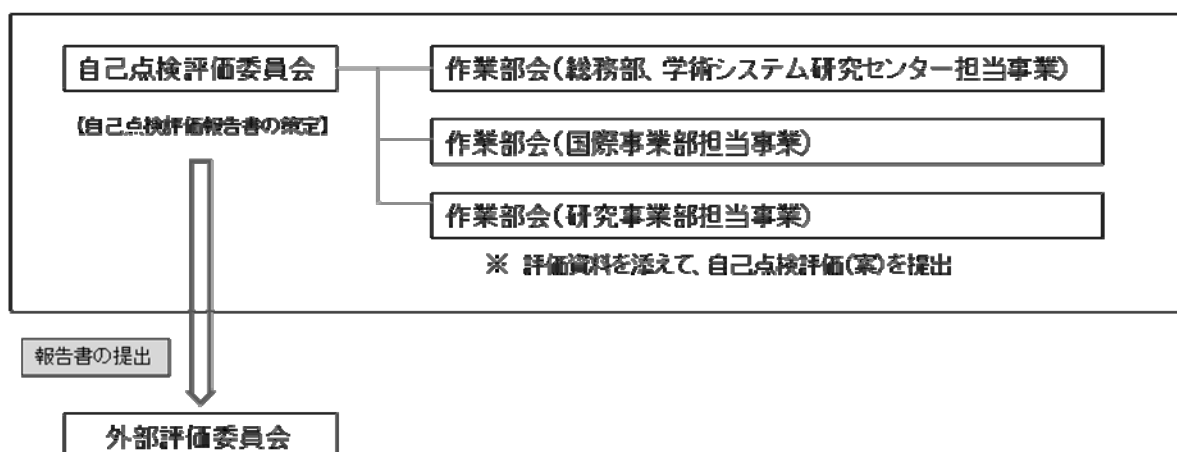 自己点検評価委員会
作業部会(総務部、学術システム研究センター担当事業)
【自己点検評価報告書の策定】
作業部会(国際事業部担当事業)
作業部会(研究事業部担当事業)
※ 評価資料を添えて、自己点検評価(案)を提出
報告書の提出
外部評価委員会